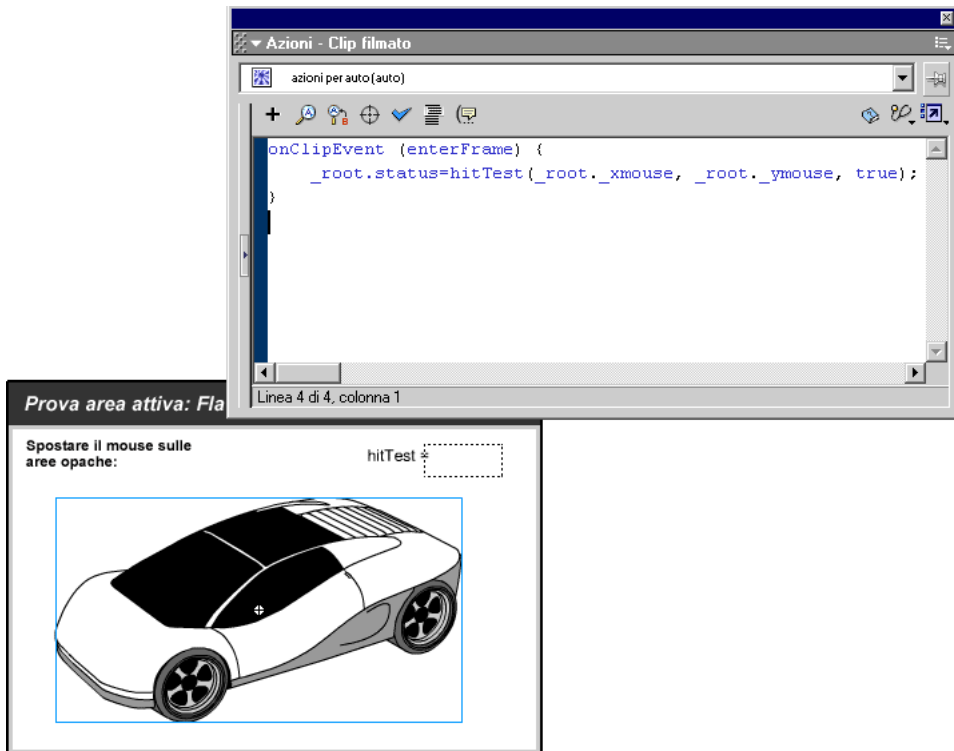 Azioni - Clip filmato
azioni per auto (auto)
onClipEvent (enterFrame) {
_root.status=hitTest(_root._xmouse, _root._ymouse, true);
}
Linea 4 di 4, colonna 1
Prova area attiva: Fla
Spostare il mouse sulle
aree opache:
hitTest =